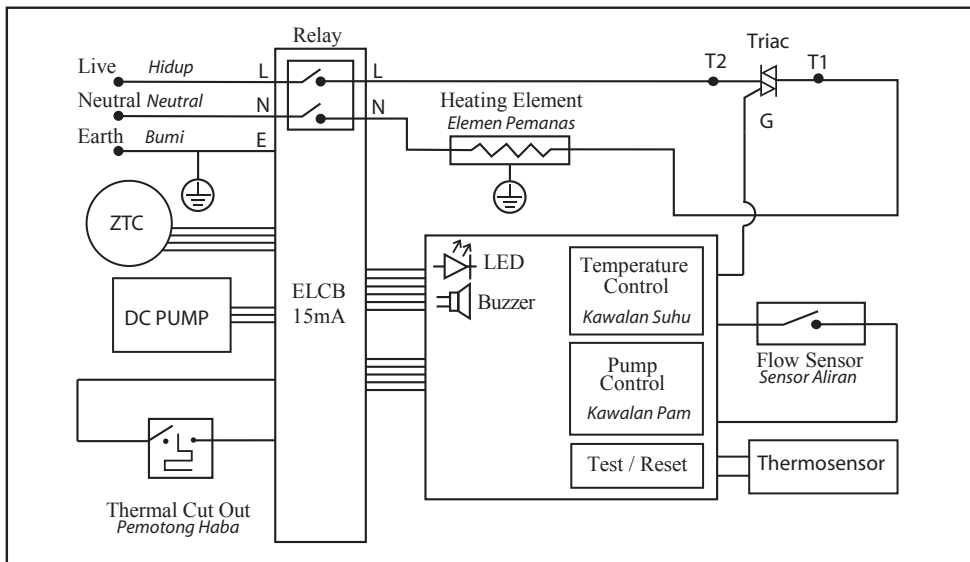 Relay
Live Hidup L L
Neutral Neutral N N
Earth Bumi E
T2
Triac
T1
G
Heating Element
Elemen Pemanas
ZTC
DC PUMP
ELCB
15mA
LED
Buzzer
Temperature
Control
Kawalan Suhu
Pump
Control
Kawalan Pam
Test / Reset
Flow Sensor
Sensor Aliran
Thermosensor
Thermal Cut Out
Pemotong Haba